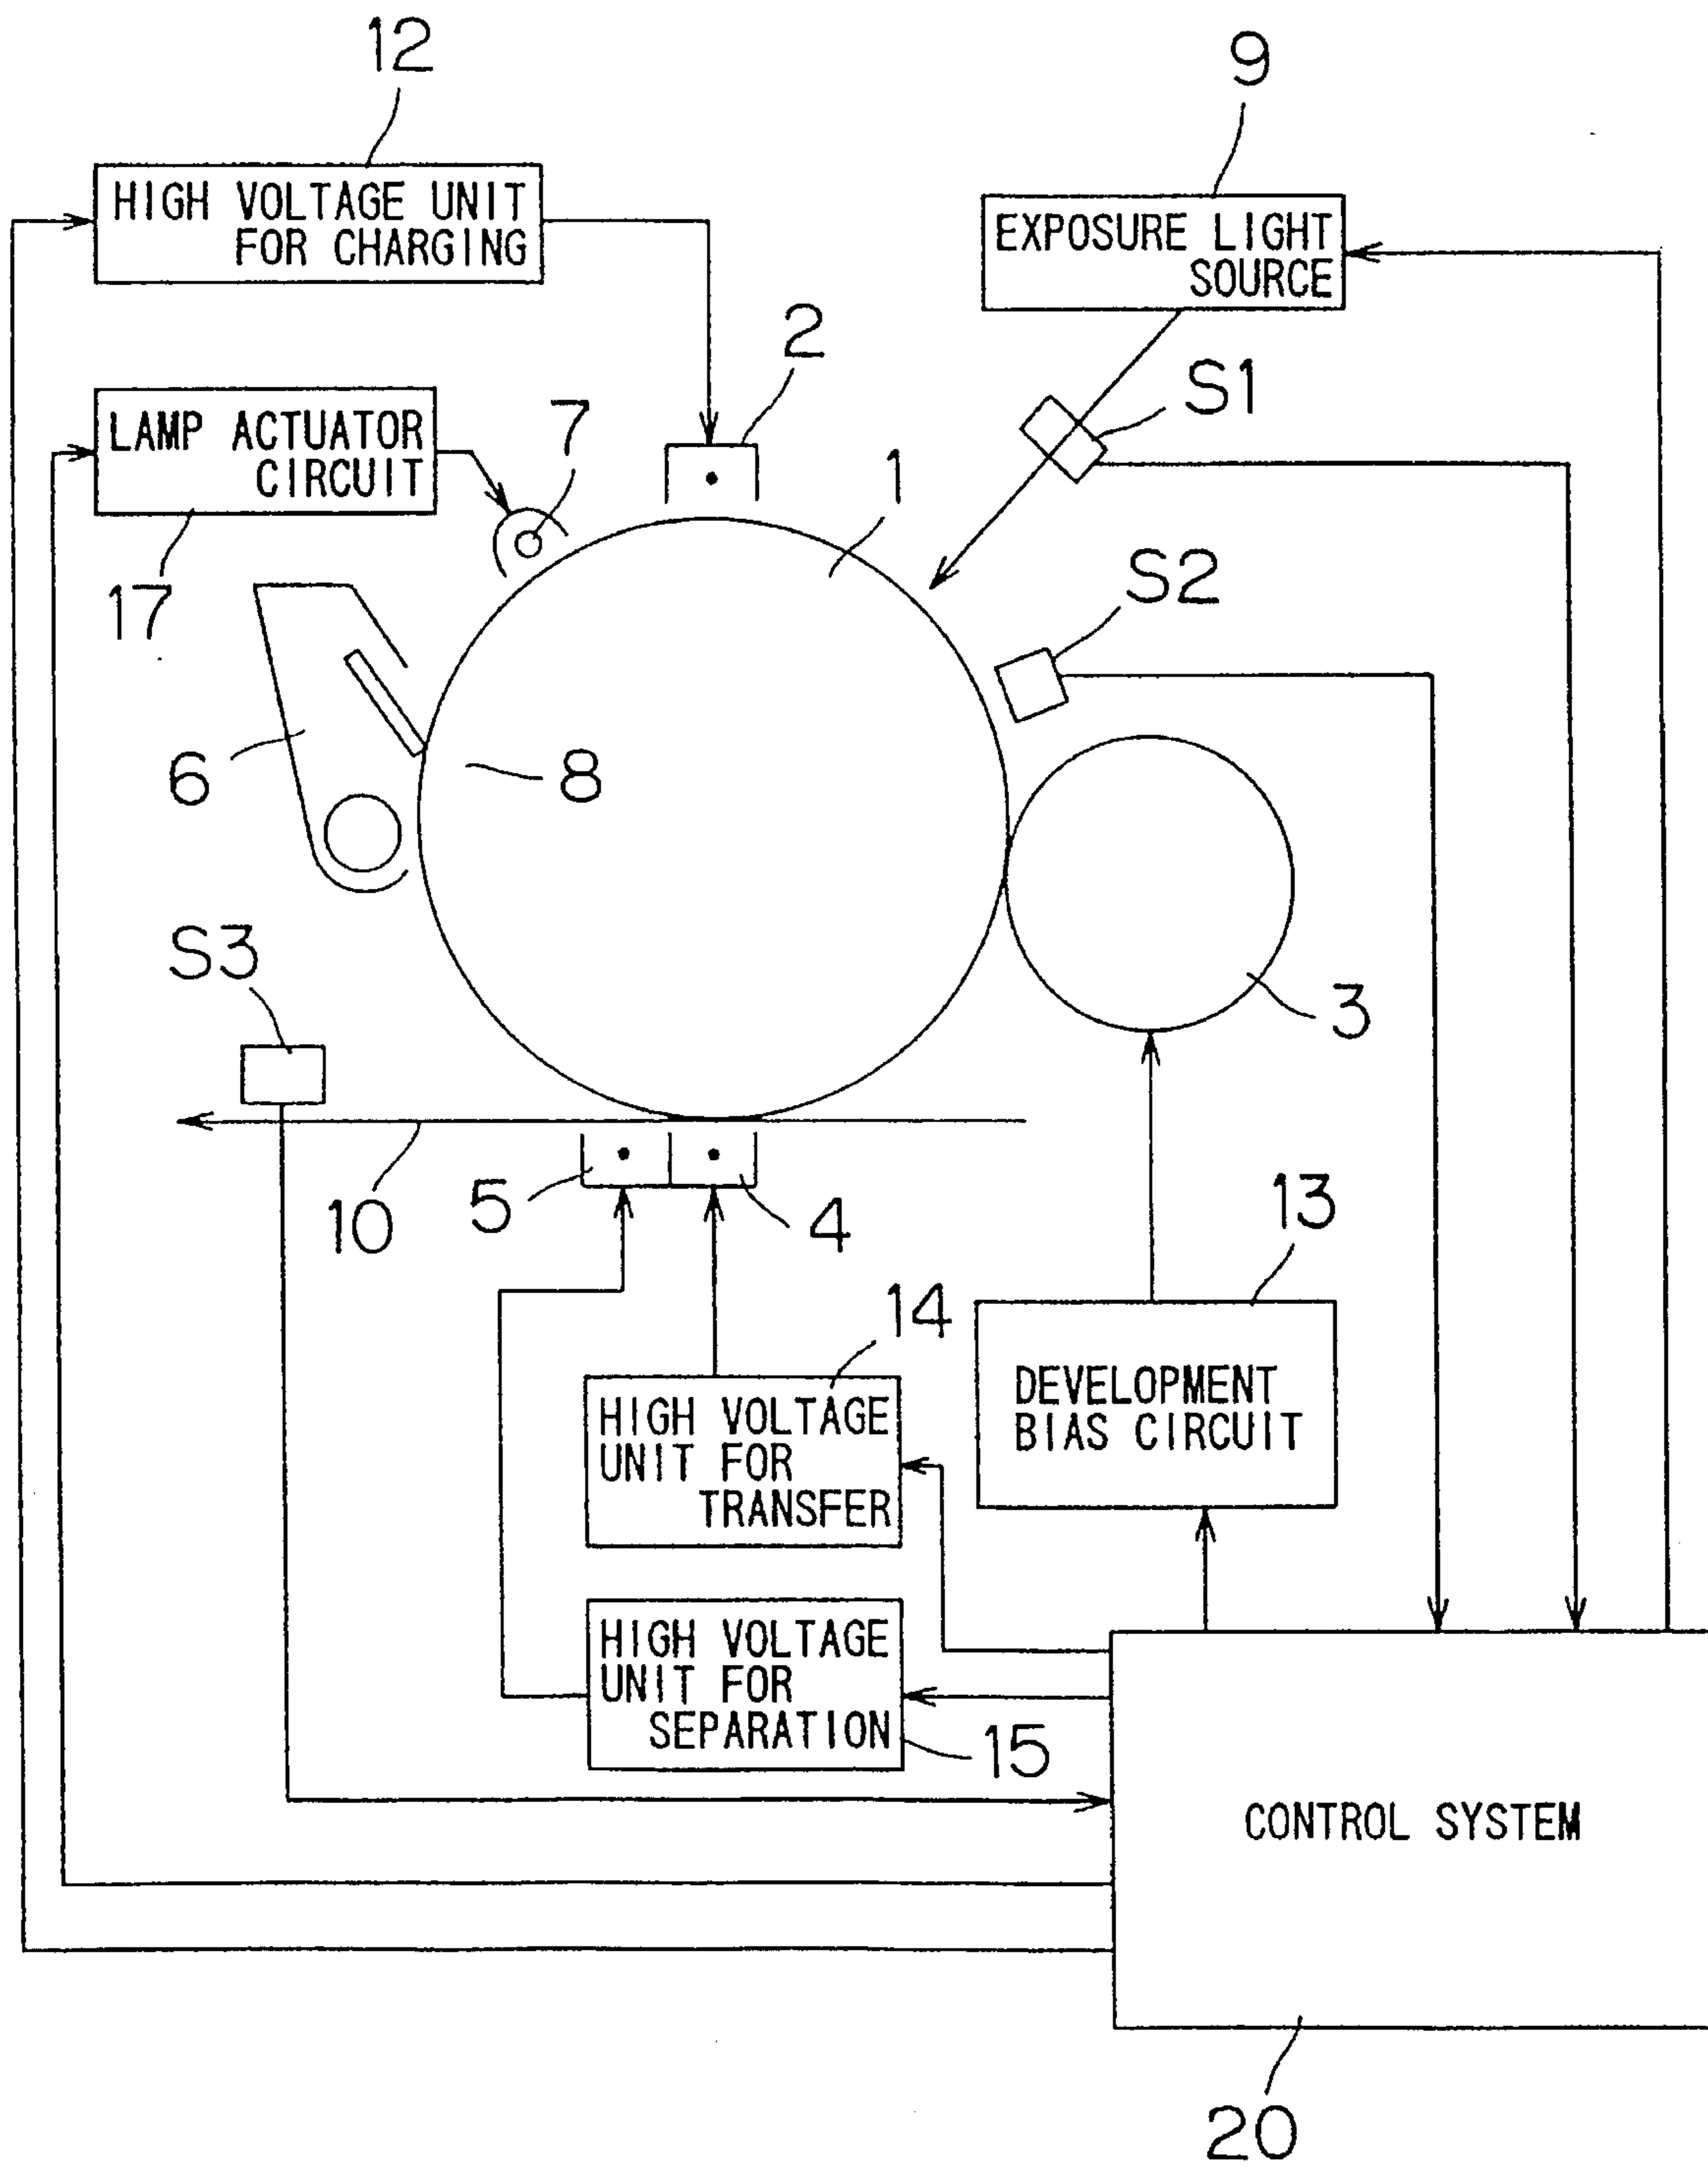 12
9
HIGH VOLTAGE UNIT
FOR CHARGING
EXPOSURE LIGHT
SOURCE
2
S1
LAMP ACTUATOR
CIRCUIT
7
1
17
S2
6
8
S3
3
10
5
4
13
14
HIGH VOLTAGE
UNIT FOR
TRANSFER
DEVELOPMENT
BIAS CIRCUIT
HIGH VOLTAGE
UNIT FOR
SEPARATION
15
CONTROL SYSTEM
20